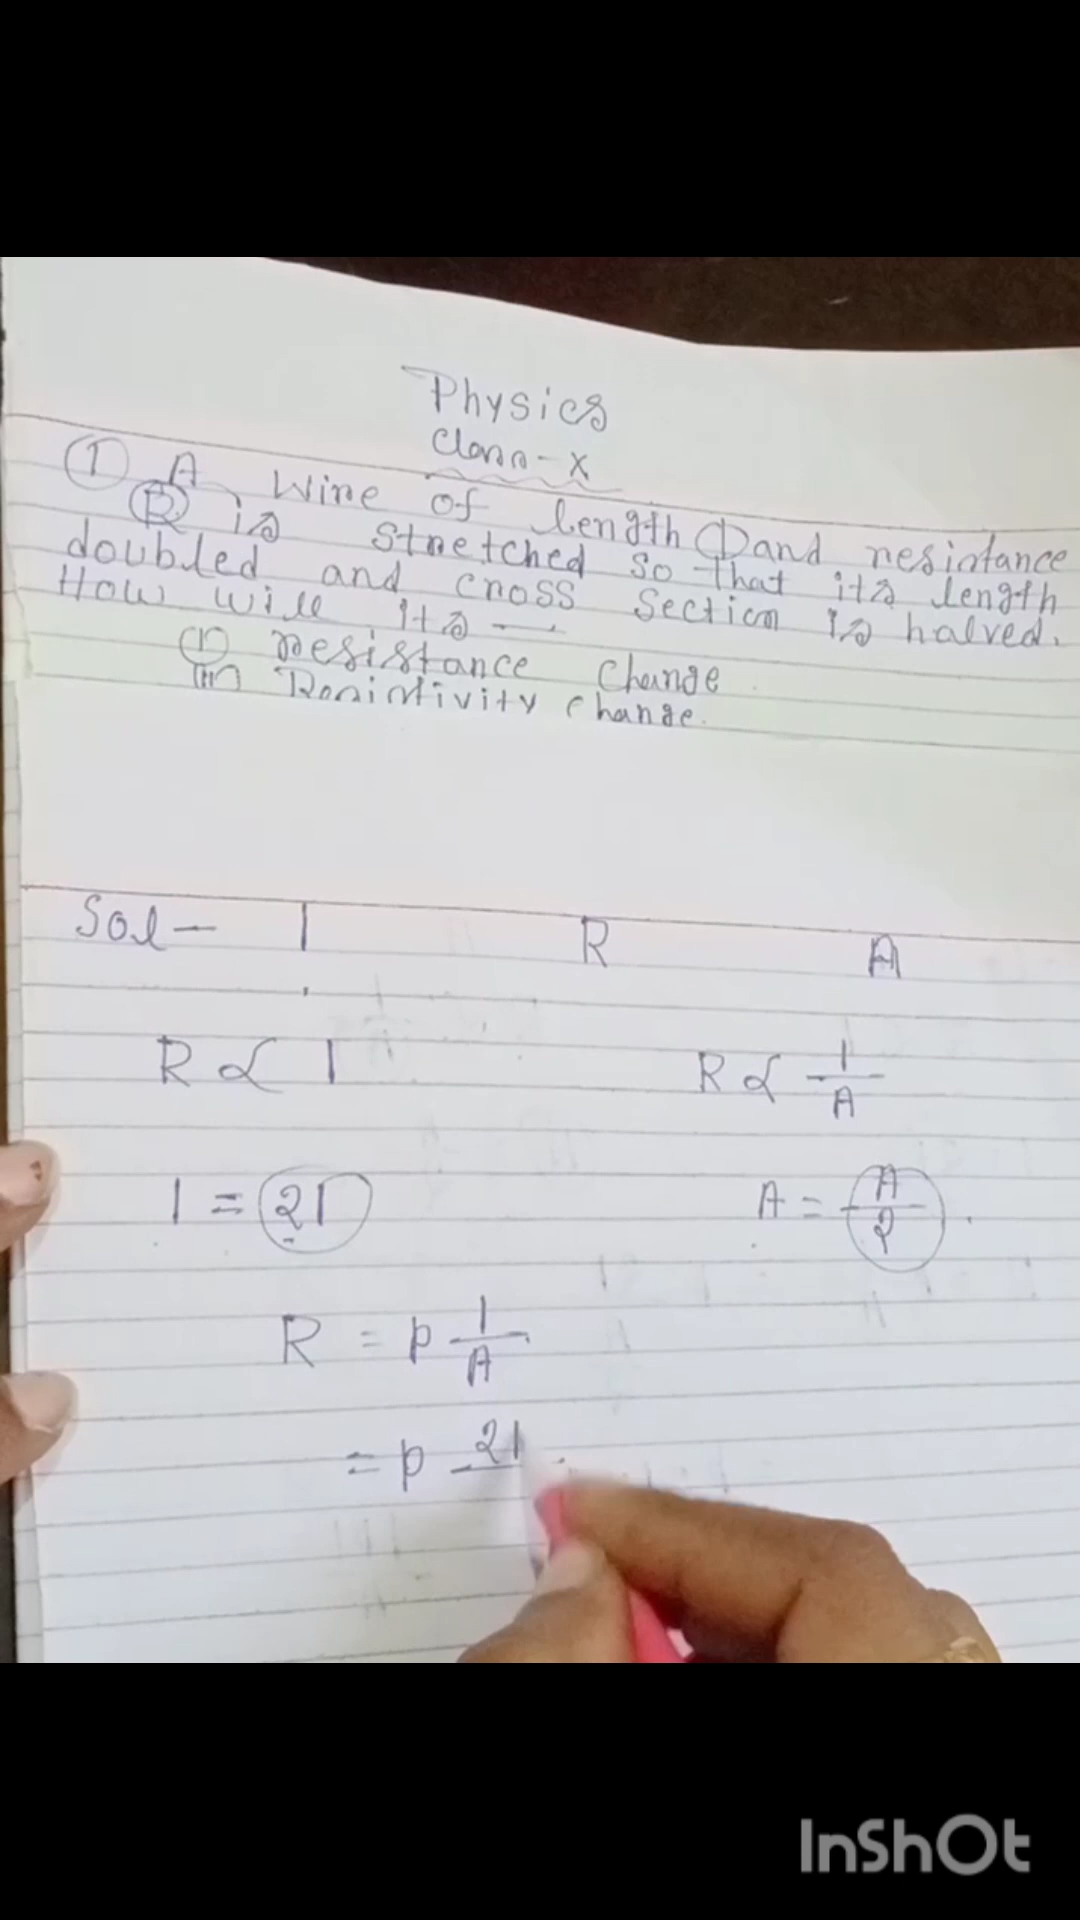 Physics
Class-X
① A wire of length ⓛ and resistance
Ⓡ is stretched so that its length
doubled and cross section is halved.
How will its —
(i) resistance change
(ii) Resistivity change.
Sol— l R A
R ∝ l R ∝ 1/A
l = 2l A = A/2 .
R = ρ l/A
= ρ 2l
InShOt